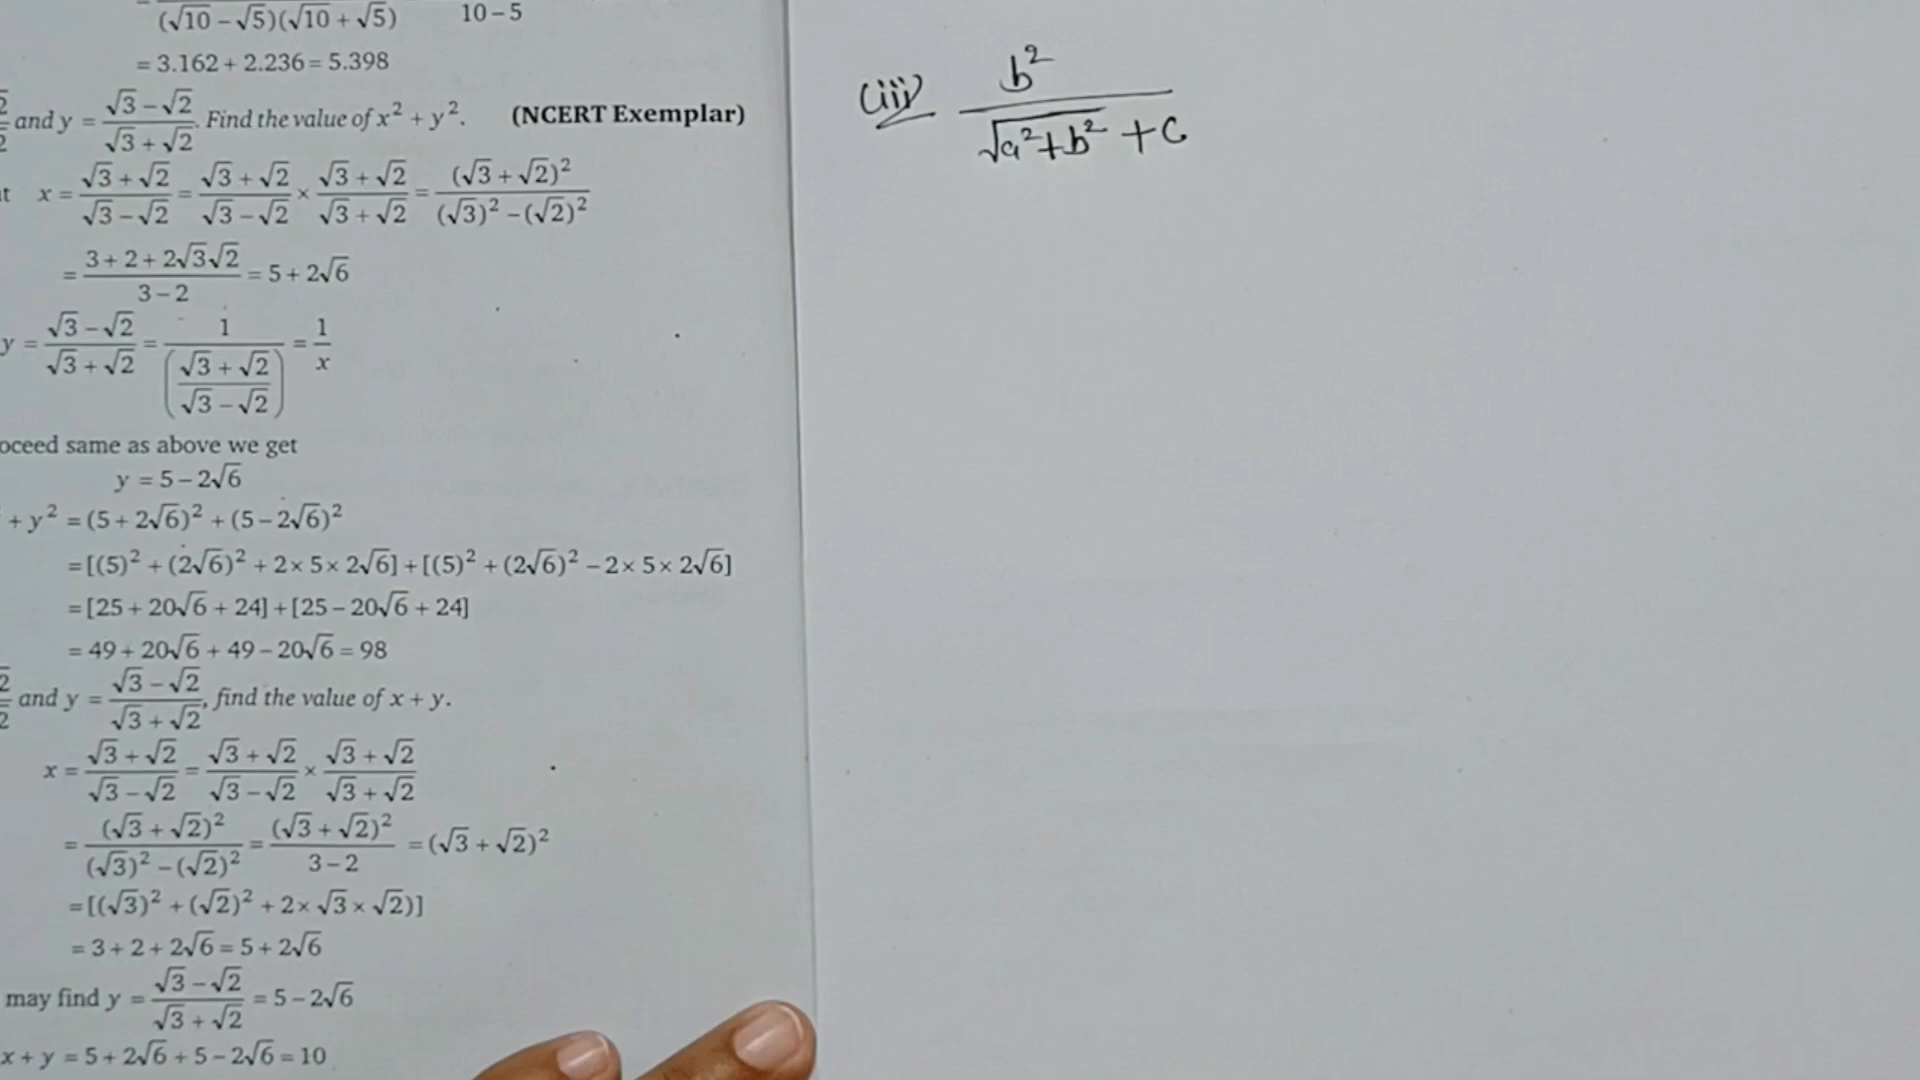 (√10 − √5)(√10 + √5) 10 − 5
= 3.162 + 2.236 = 5.398
and y = (√3 − √2)/(√3 + √2). Find the value of x² + y². (NCERT Exemplar)
x = (√3 + √2)/(√3 − √2) = (√3 + √2)/(√3 − √2) × (√3 + √2)/(√3 + √2) = (√3 + √2)²/((√3)² − (√2)²)
= (3 + 2 + 2√3√2)/(3 − 2) = 5 + 2√6
y = (√3 − √2)/(√3 + √2) = 1/((√3 + √2)/(√3 − √2)) = 1/x
oceed same as above we get
y = 5 − 2√6
+ y² = (5 + 2√6)² + (5 − 2√6)²
= [(5)² + (2√6)² + 2 × 5 × 2√6] + [(5)² + (2√6)² − 2 × 5 × 2√6]
= [25 + 20√6 + 24] + [25 − 20√6 + 24]
= 49 + 20√6 + 49 − 20√6 = 98
and y = (√3 − √2)/(√3 + √2), find the value of x + y.
x = (√3 + √2)/(√3 − √2) = (√3 + √2)/(√3 − √2) × (√3 + √2)/(√3 + √2)
= (√3 + √2)²/((√3)² − (√2)²) = (√3 + √2)²/(3 − 2) = (√3 + √2)²
= [(√3)² + (√2)² + 2 × √3 × √2)]
= 3 + 2 + 2√6 = 5 + 2√6
may find y = (√3 − √2)/(√3 + √2) = 5 − 2√6
x + y = 5 + 2√6 + 5 − 2√6 = 10
(iii) b²/(√(a²+b²) + c